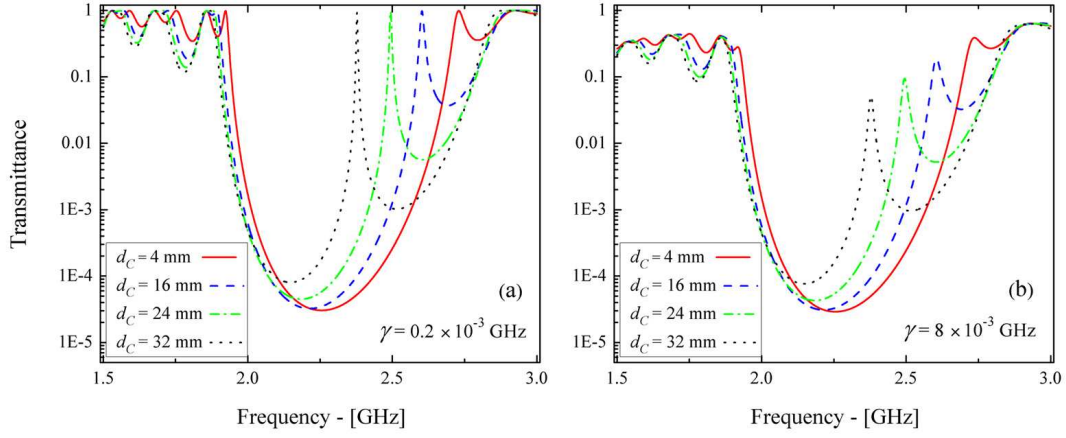 Transmittance
1
0.1
0.01
1E-3
1E-4
1E-5
d_C = 4 mm
d_C = 16 mm
d_C = 24 mm
d_C = 32 mm
(a)
γ = 0.2 × 10⁻³ GHz
1.5 2.0 2.5 3.0
Frequency - [GHz]
1
0.1
0.01
1E-3
1E-4
1E-5
d_C = 4 mm
d_C = 16 mm
d_C = 24 mm
d_C = 32 mm
(b)
γ = 8 × 10⁻³ GHz
1.5 2.0 2.5 3.0
Frequency - [GHz]